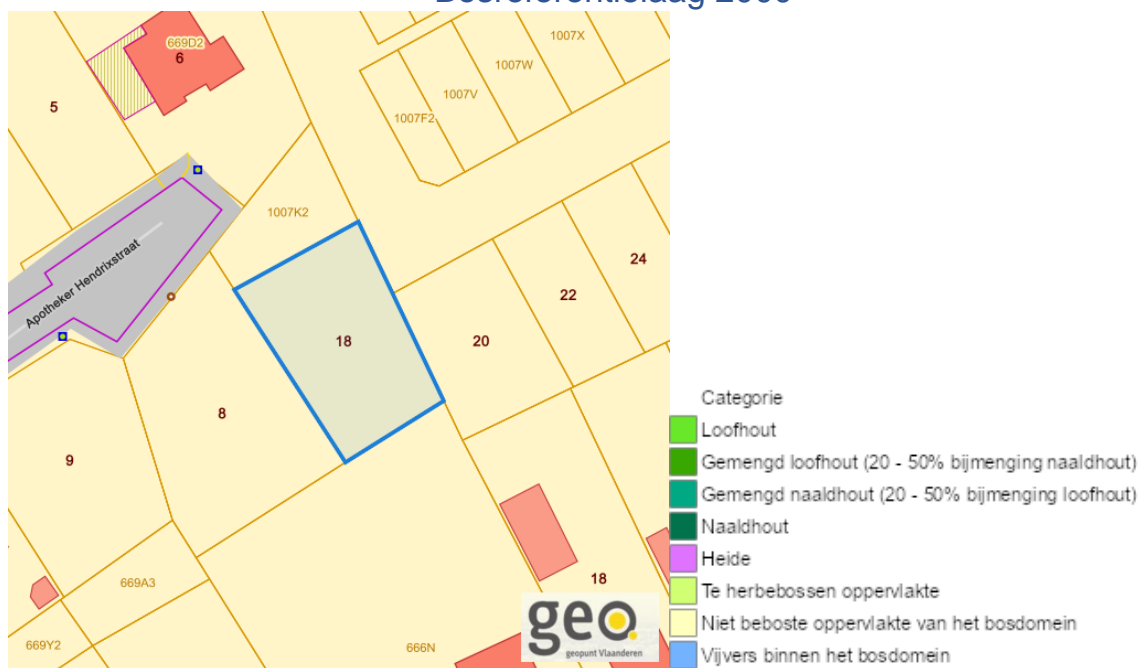 669D2
6
5
1007X
1007W
1007V
1007F2
1007K2
Apotheker Hendrixstraat
24
22
20
18
8
9
18
669A3
669Y2
666N
geo.
geopunt Vlaanderen
Categorie
Loofhout
Gemengd loofhout (20 - 50% bijmenging naaldhout)
Gemengd naaldhout (20 - 50% bijmenging loofhout)
Naaldhout
Heide
Te herbebossen oppervlakte
Niet beboste oppervlakte van het bosdomein
Vijvers binnen het bosdomein